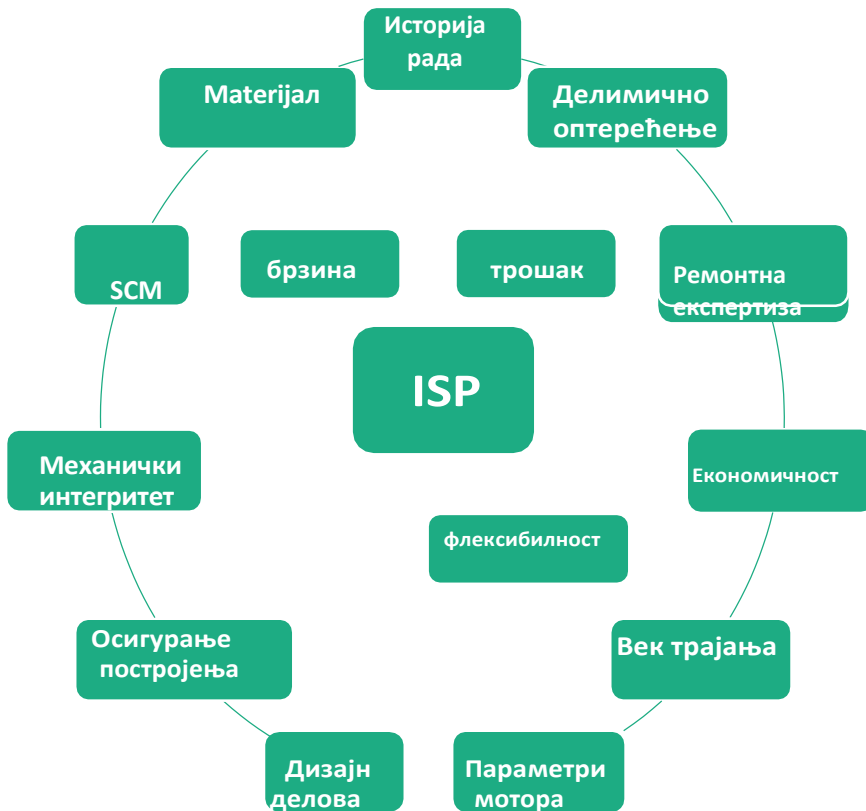 Историја
рада
Materијал
Делимично
оптерећење
SCM
брзина
трошак
Ремонтна
експертиза
ISP
Механички
интегритет
Економичност
флексибилност
Осигурање
постројења
Век трајања
Дизајн
делова
Параметри
мотора